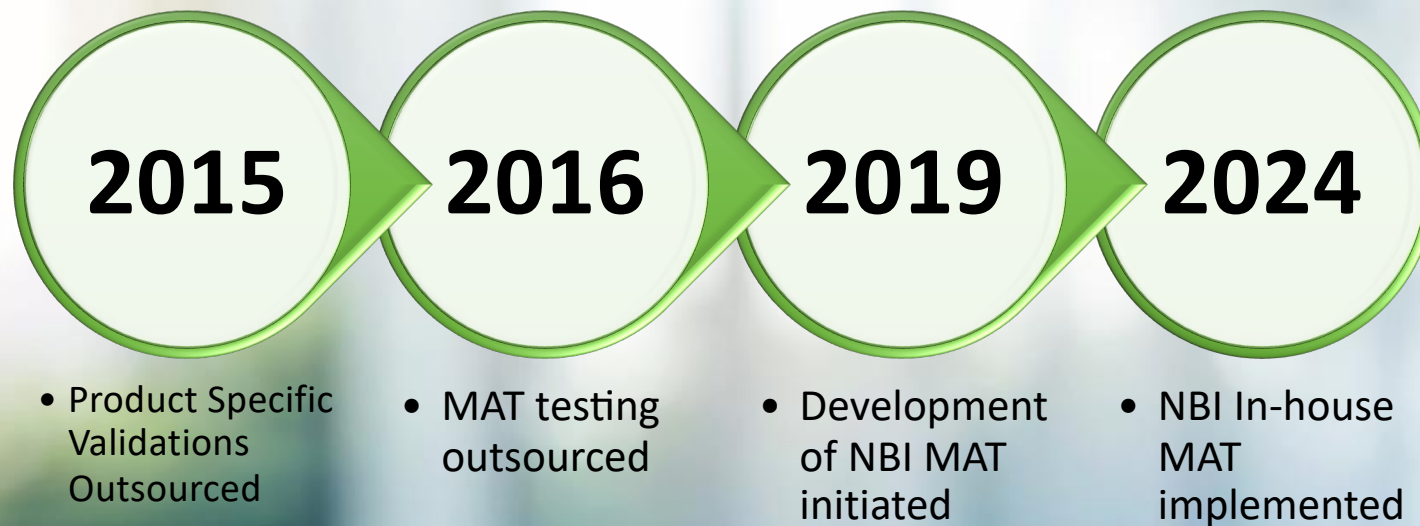 2015
2016
2019
2024
• Product Specific
Validations
Outsourced
• MAT testing
outsourced
• Development
of NBI MAT
initiated
• NBI In-house
MAT
implemented